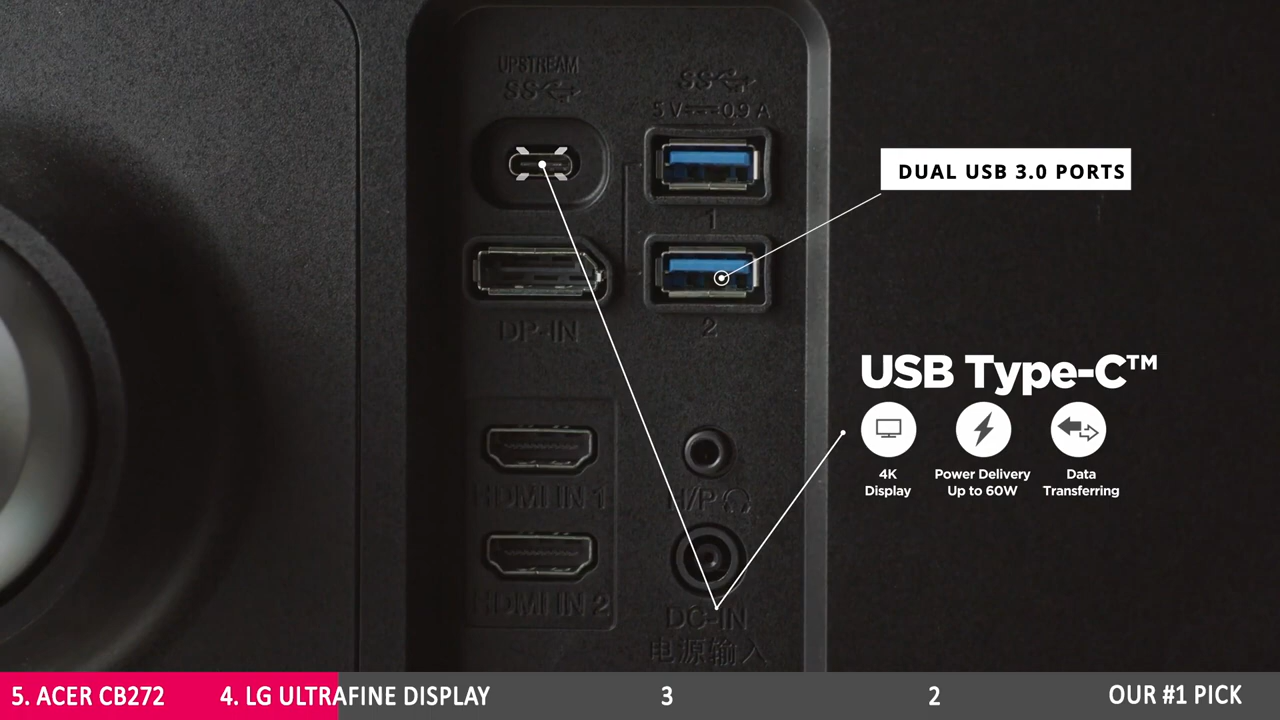 UPSTREAM
SS
SS
5 V 0.9 A
1
DUAL USB 3.0 PORTS
DP-IN
2
USB Type-C™
4K
Display
Power Delivery
Up to 60W
Data
Transferring
HDMI IN 1
H/P
HDMI IN 2
DC-IN
电源输入
5. ACER CB272
4. LG ULTRAFINE DISPLAY
3
2
OUR #1 PICK